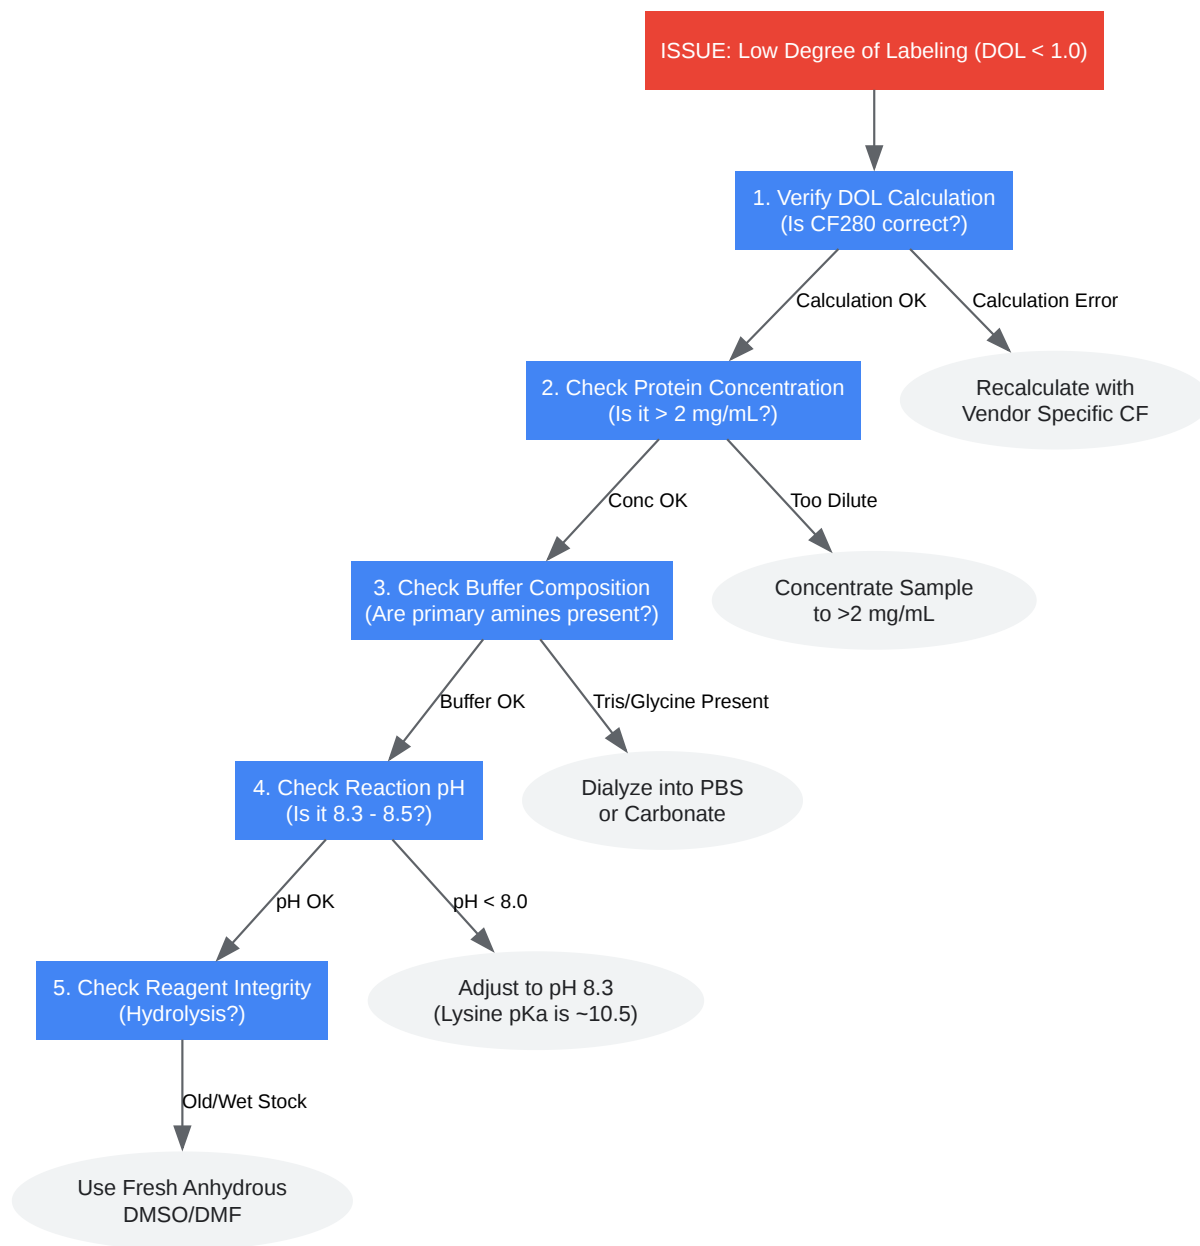 ISSUE: Low Degree of Labeling (DOL < 1.0)
1. Verify DOL Calculation
(Is CF280 correct?)
Calculation OK
Calculation Error
2. Check Protein Concentration
(Is it > 2 mg/mL?)
Recalculate with
Vendor Specific CF
Conc OK
Too Dilute
3. Check Buffer Composition
(Are primary amines present?)
Concentrate Sample
to >2 mg/mL
Buffer OK
Tris/Glycine Present
4. Check Reaction pH
(Is it 8.3 - 8.5?)
Dialyze into PBS
or Carbonate
pH OK
pH < 8.0
5. Check Reagent Integrity
(Hydrolysis?)
Adjust to pH 8.3
(Lysine pKa is ~10.5)
Old/Wet Stock
Use Fresh Anhydrous
DMSO/DMF